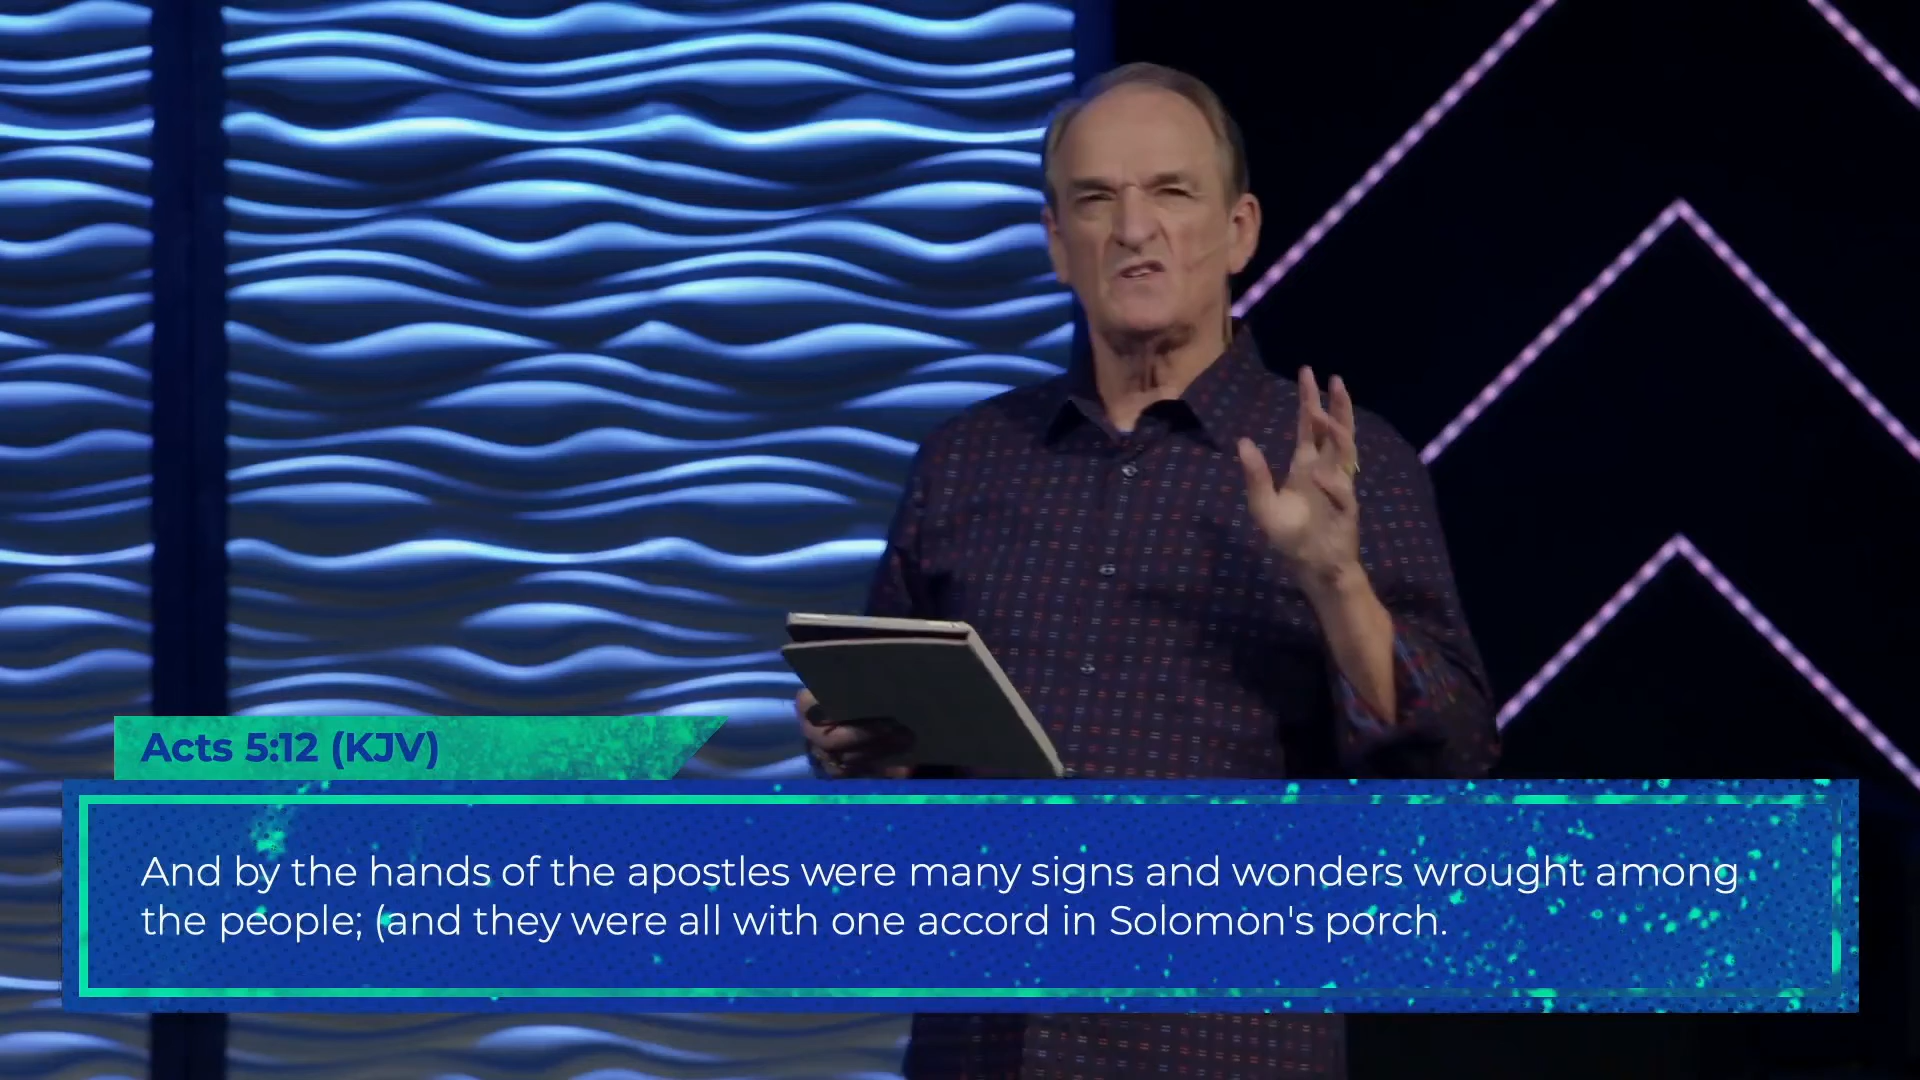 Acts 5:12 (KJV)
And by the hands of the apostles were many signs and wonders wrought among
the people; (and they were all with one accord in Solomon's porch.